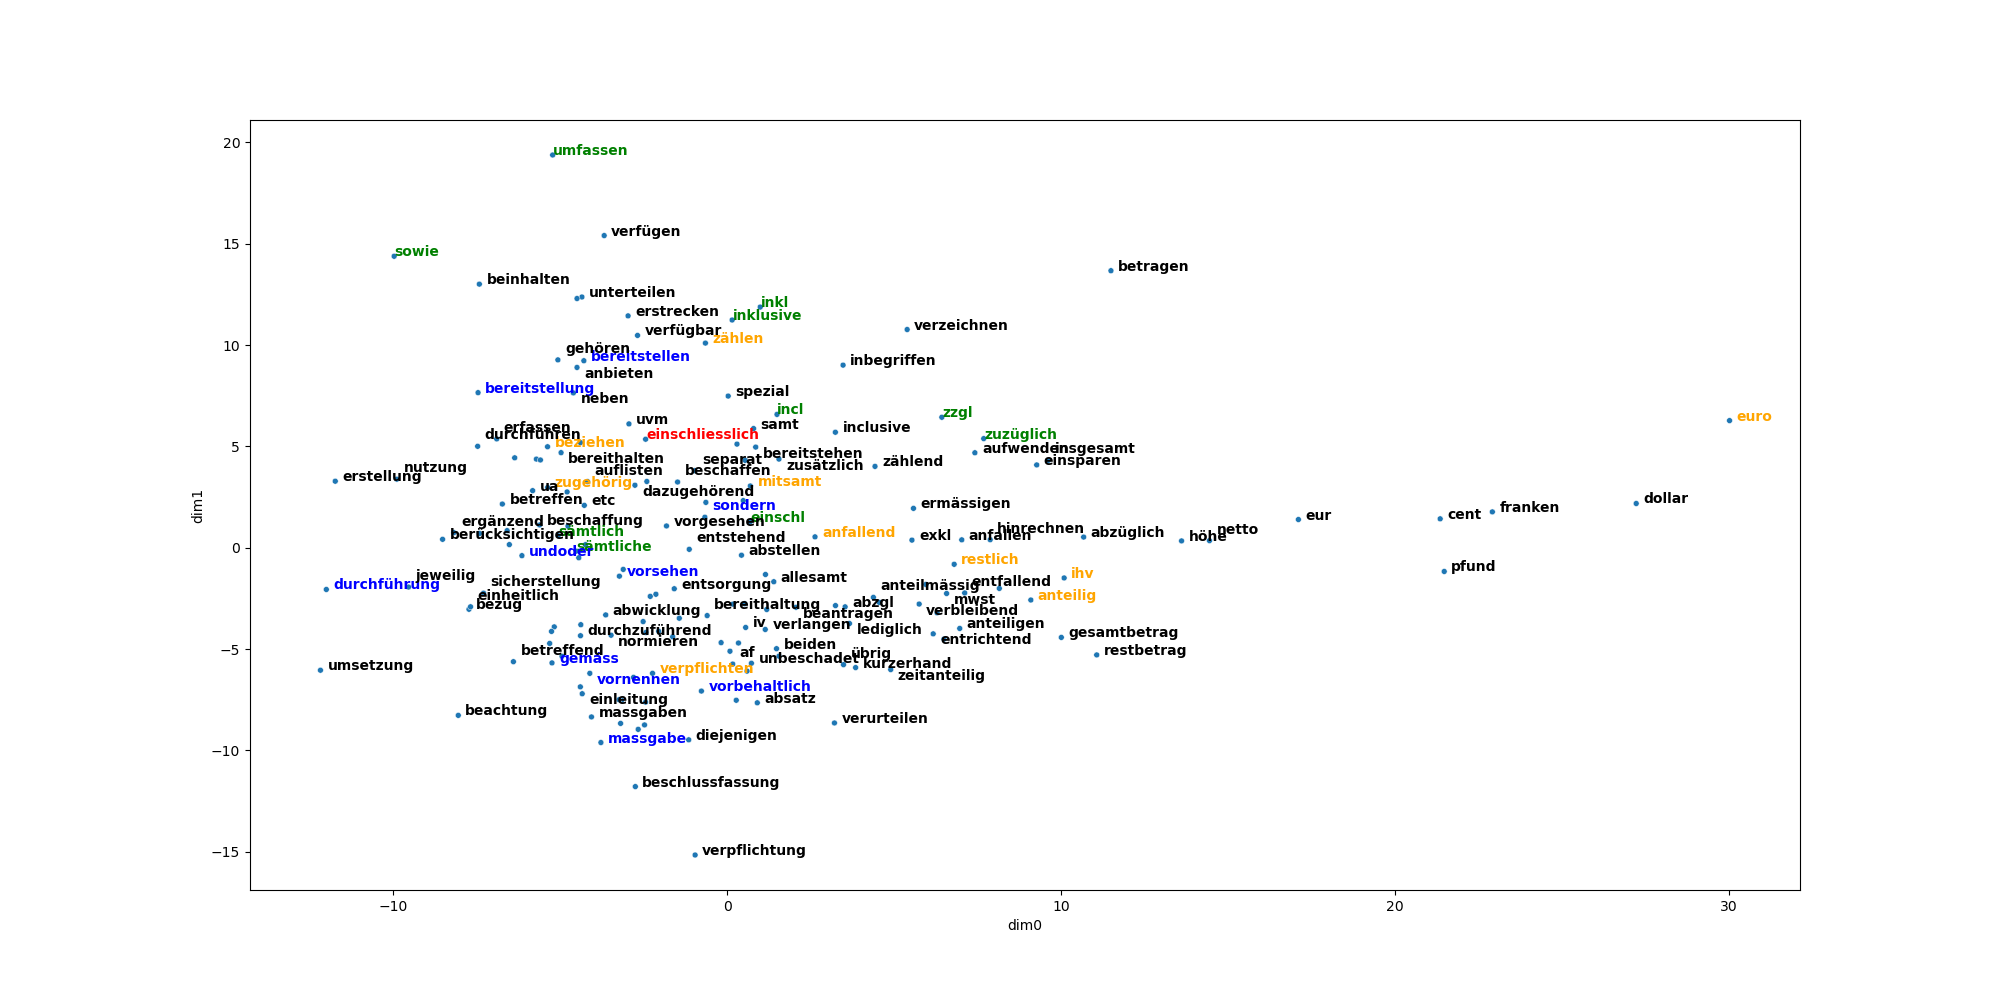 20
umfassen
verfügen
15
sowie
betragen
beinhalten
unterteilen
inkl
erstrecken
inklusive
verzeichnen
verfügbar
zählen
10
gehören
bereitstellen
inbegriffen
anbieten
bereitstellung
spezial
neben
incl
zzgl
euro
uvm
samt
erfassen
inclusive
durchführen
einschliesslich
zuzüglich
5
beziehen
aufwenden
insgesamt
bereitstehen
bereithalten
separat
zählend
einsparen
nutzung
zusätzlich
auflisten
beschaffen
erstellung
ua
zugehörig
mitsamt
dazugehörend
betreffen
etc
dollar
sondern
ermässigen
franken
dim1
ergänzend
beschaffung
vorgesehen
einschl
eur
cent
berücksichtigen
sämtlich
entstehend
anfallend
exkl
anfallen
hinrechnen
abzüglich
höhe
netto
0
undoder
sämtliche
abstellen
restlich
pfund
jeweilig
vorsehen
allesamt
ihv
durchführung
sicherstellung
entsorgung
anteilmässig
entfallend
einheitlich
anteilig
bezug
bereithaltung
abzgl
mwst
abwicklung
beantragen
verbleibend
iv
verlangen
lediglich
anteiligen
durchzuführend
gesamtbetrag
normieren
beiden
entrichtend
−5
betreffend
af
übrig
restbetrag
gemäss
unbeschadet
kurzerhand
umsetzung
verpflichten
zeitanteilig
vornennen
vorbehaltlich
einleitung
absatz
beachtung
massgaben
verurteilen
massgabe
diejenigen
−10
beschlussfassung
verpflichtung
−15
−10
0
10
20
30
dim0